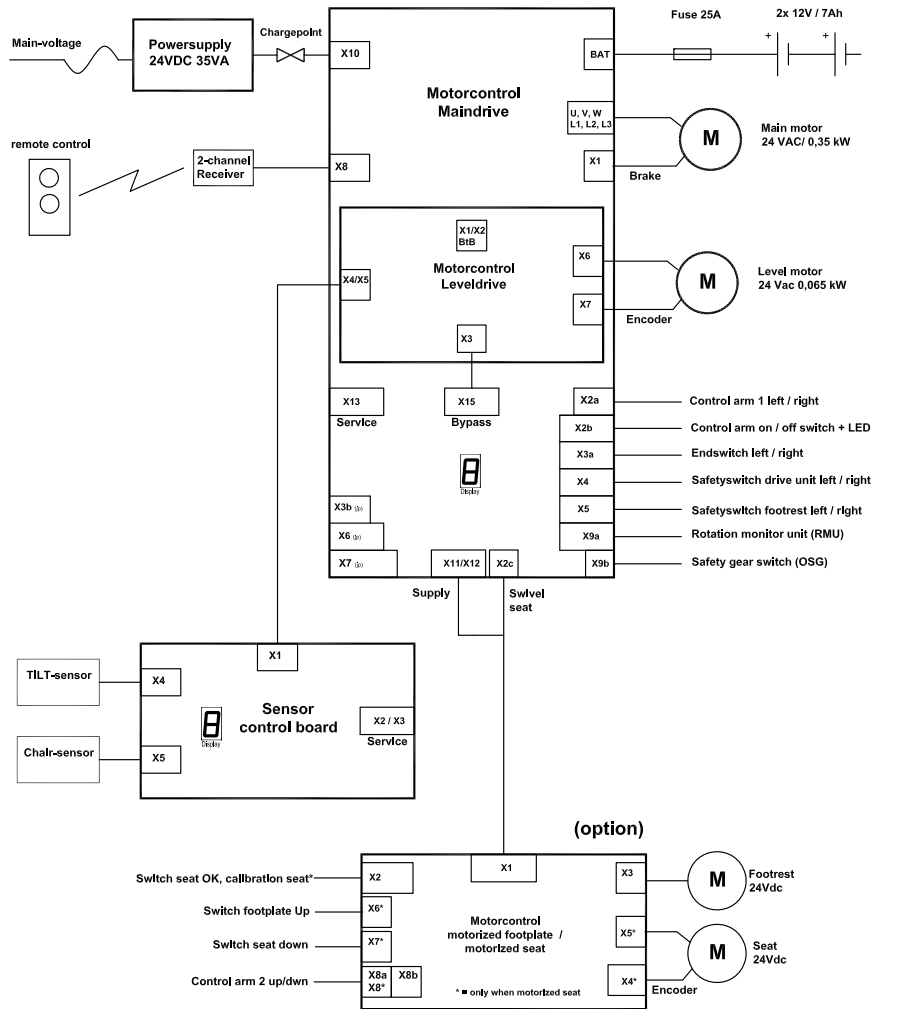 Main-voltage
Powersupply
24VDC 35VA
Chargepoint
X10
Motorcontrol
Maindrive
BAT
Fuse 25A
2x 12V / 7Ah
+
+
U, V, W
L1, L2, L3
M
Main motor
24 VAC/ 0,35 kW
X1
Brake
remote control
2-channel
Receiver
X8
X1/X2
BtB
Motorcontrol
Leveldrive
X4/X5
X6
X7
Encoder
M
Level motor
24 Vac 0,065 kW
X3
X13
Service
X15
Bypass
8
Display
X2a
Control arm 1 left / right
X2b
Control arm on / off switch + LED
X3a
Endswitch left / right
X4
Safetyswitch drive unit left / right
X5
Safetyswitch footrest left / right
X9a
Rotation monitor unit (RMU)
X9b
Safety gear switch (OSG)
X3b (jp)
X6 (jp)
X7 (jp)
X11/X12
X2c
Supply
Swivel
seat
X1
TILT-sensor
X4
Sensor
control board
8
Display
X2 / X3
Service
Chair-sensor
X5
(option)
X1
Switch seat OK, calibration seat*
X2
Switch footplate Up
X6*
Switch seat down
X7*
Control arm 2 up/dwn
X8a
X8*
X8b
Motorcontrol
motorized footplate /
motorized seat
* = only when motorized seat
X3
M
Footrest
24Vdc
X5*
M
Seat
24Vdc
X4*
Encoder